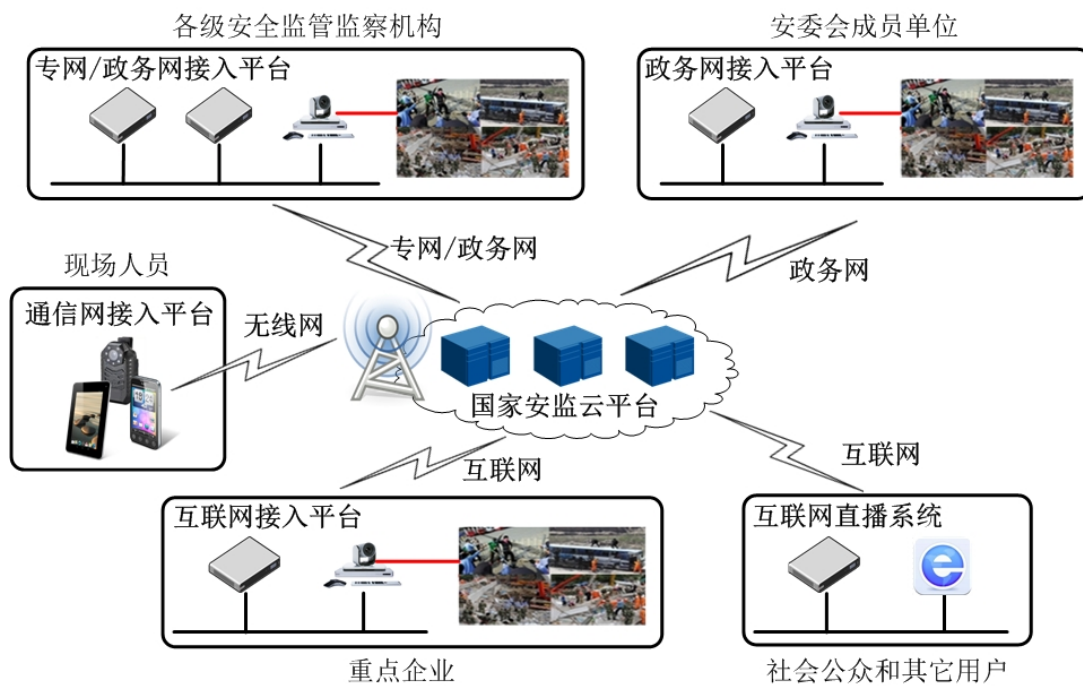 各级安全监管监察机构
安委会成员单位
专网/政务网接入平台
政务网接入平台
专网/政务网
政务网
现场人员
通信网接入平台
无线网
国家安监云平台
互联网
互联网
互联网接入平台
互联网直播系统
重点企业
社会公众和其它用户